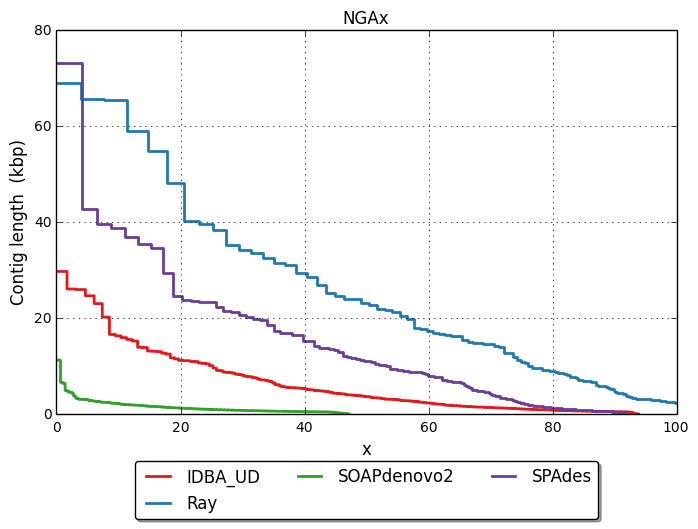 NGAx
80
60
40
20
0
0 20 40 60 80 100
Contig length (kbp)
x
IDBA_UD SOAPdenovo2 SPAdes
Ray